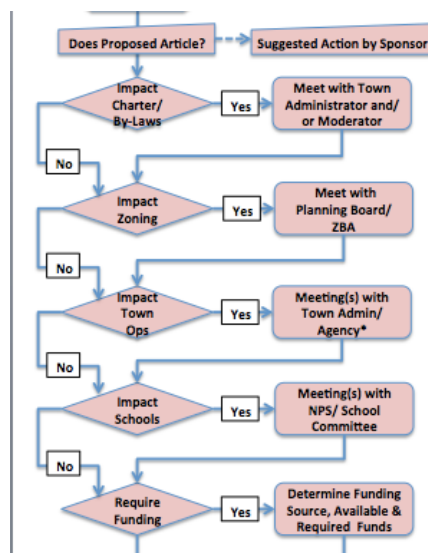 Does Proposed Article?
Suggested Action by Sponsor
Impact
Charter/
By-Laws
Yes
Meet with Town
Administrator and/
or Moderator
No
Impact
Zoning
Yes
Meet with
Planning Board/
ZBA
No
Impact
Town
Ops
Yes
Meeting(s) with
Town Admin/
Agency*
No
Impact
Schools
Yes
Meeting(s) with
NPS/ School
Committee
No
Require
Funding
Yes
Determine Funding
Source, Available &
Required Funds